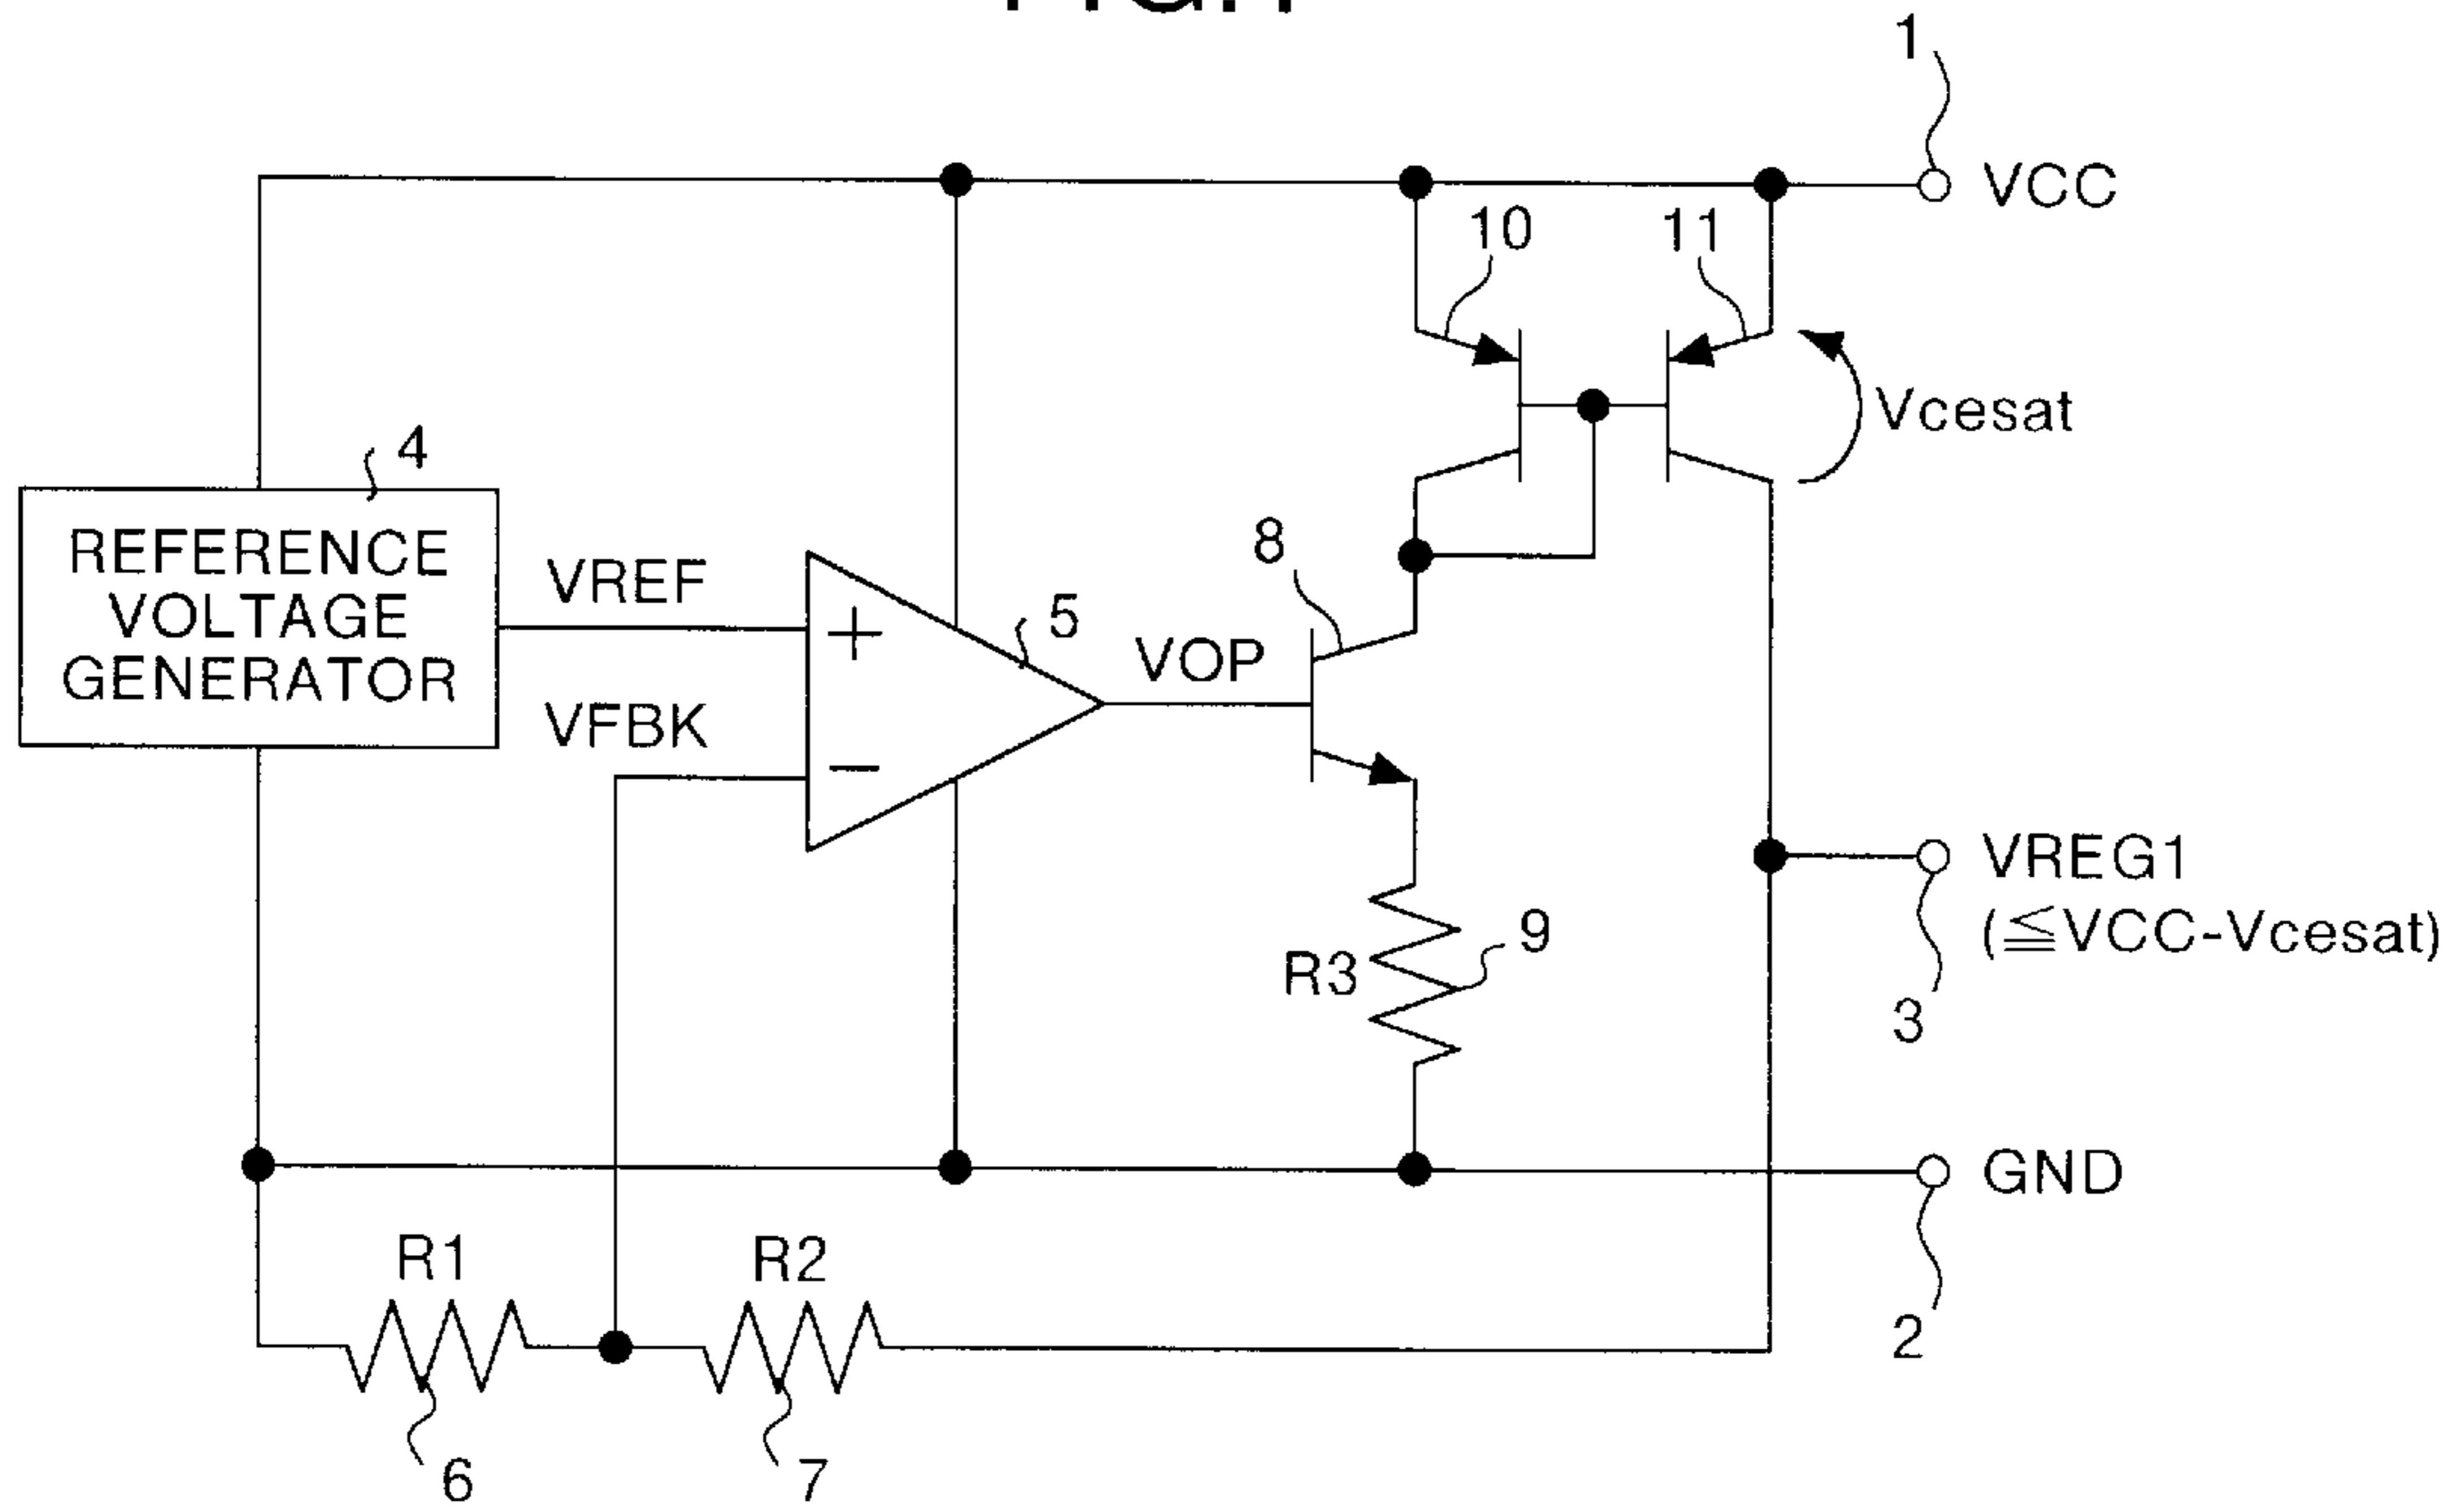 1
VCC
10
11
Vcesat
4
REFERENCE
VOLTAGE
GENERATOR
VREF
VFBK
+
−
5
VOP
8
VREG1
(≦VCC-Vcesat)
3
R3
9
GND
2
R1
R2
6
7